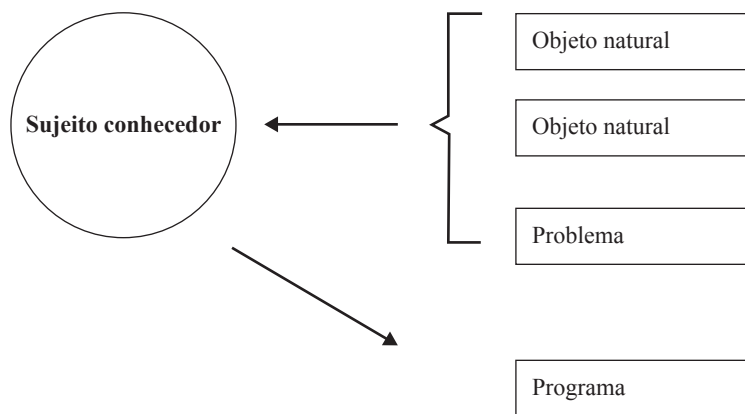 Sujeito conhecedor
Objeto natural
Objeto natural
Problema
Programa